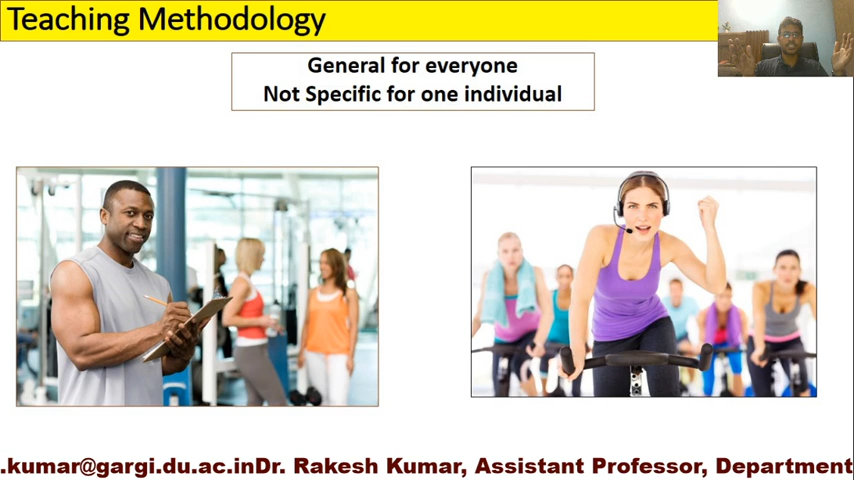 Teaching Methodology
General for everyone
Not Specific for one individual
.kumar@gargi.du.ac.inDr. Rakesh Kumar, Assistant Professor, Department